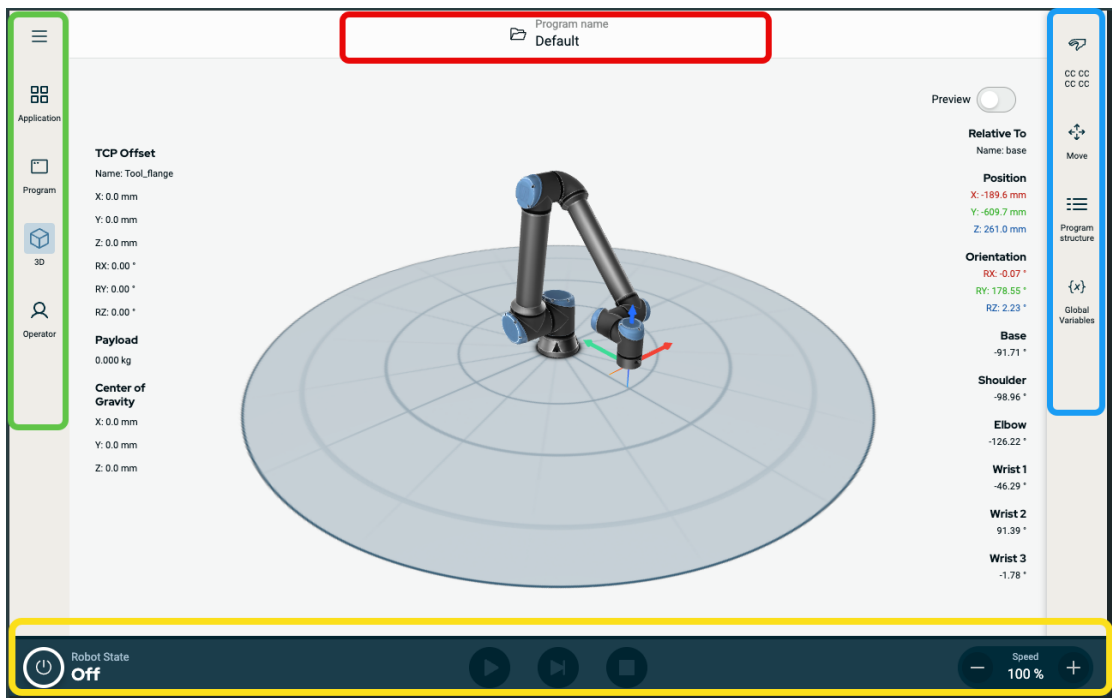 Program name
Default
Application
Program
3D
Operator
TCP Offset
Name: Tool_flange
X: 0.0 mm
Y: 0.0 mm
Z: 0.0 mm
RX: 0.00 °
RY: 0.00 °
RZ: 0.00 °
Payload
0.000 kg
Center of
Gravity
X: 0.0 mm
Y: 0.0 mm
Z: 0.0 mm
Preview
Relative To
Name: base
Position
X: -189.6 mm
Y: -609.7 mm
Z: 261.0 mm
Orientation
RX: -0.07 °
RY: 178.55 °
RZ: 2.23 °
Base
-91.71 °
Shoulder
-98.96 °
Elbow
-126.22 °
Wrist 1
-46.29 °
Wrist 2
91.39 °
Wrist 3
-1.78 °
CC CC
CC CC
Move
Program
structure
{x}
Global
Variables
Robot State
Off
Speed
100 %